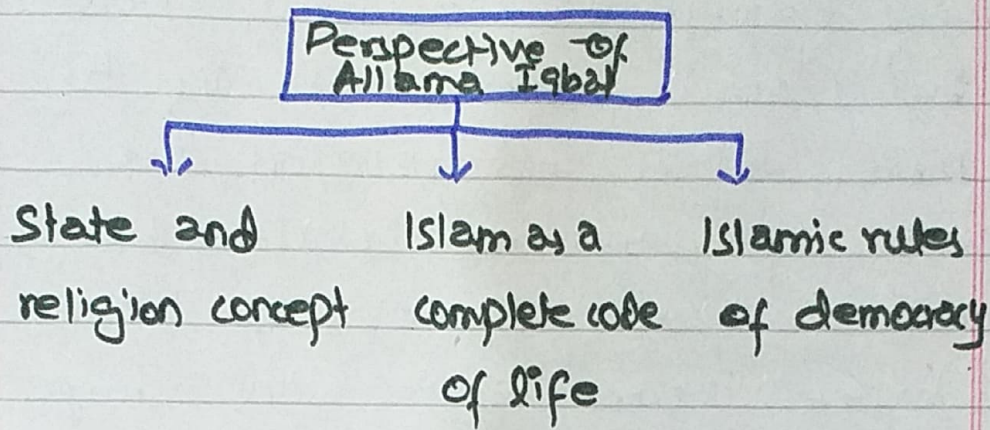 Perspective of
Allama Iqbal
State and
religion concept
Islam as a
complete code
of life
Islamic rules
of democracy